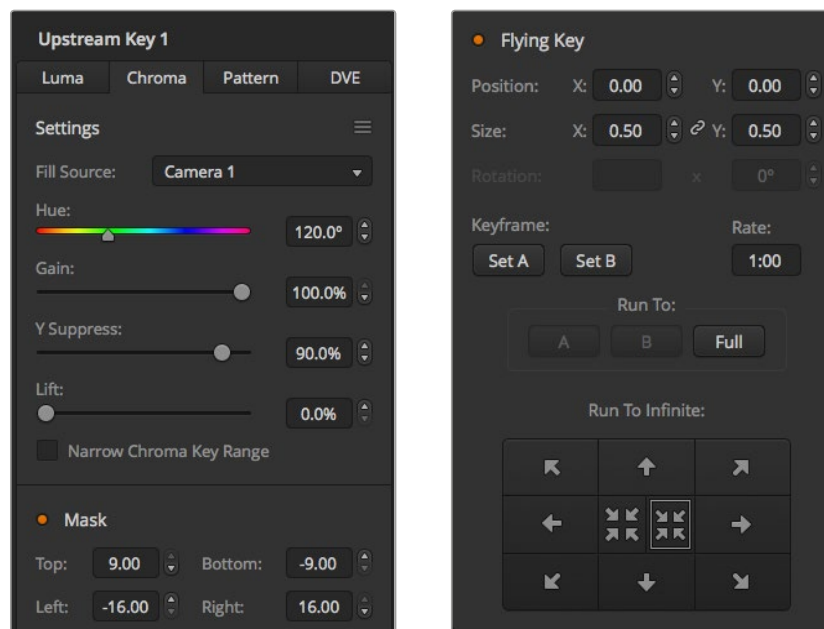 Upstream Key 1
Luma Chroma Pattern DVE
Settings
Fill Source: Camera 1
Hue:
120.0º
Gain:
100.0%
Y Suppress:
90.0%
Lift:
0.0%
Narrow Chroma Key Range
Mask
Top: 9.00 Bottom: -9.00
Left: -16.00 Right: 16.00
Flying Key
Position: X: 0.00 Y: 0.00
Size: X: 0.50 Y: 0.50
Rotation: x 0º
Keyframe: Rate:
Set A Set B 1:00
Run To:
A B Full
Run To Infinite: